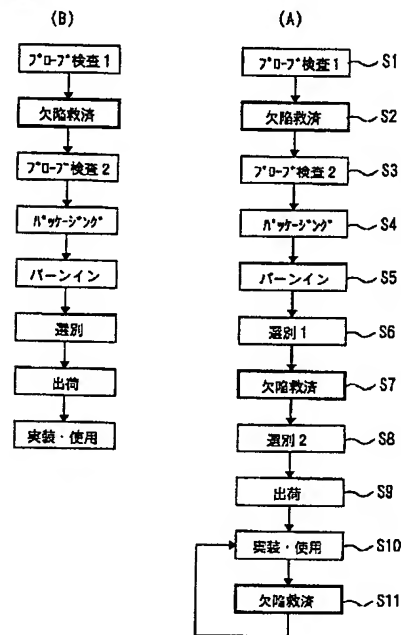 (B)
プローブ検査1
欠陥救済
プローブ検査2
パッケージング
バーンイン
選別
出荷
実装・使用
(A)
プローブ検査1
S1
欠陥救済
S2
プローブ検査2
S3
パッケージング
S4
バーンイン
S5
選別1
S6
欠陥救済
S7
選別2
S8
出荷
S9
実装・使用
S10
欠陥救済
S11